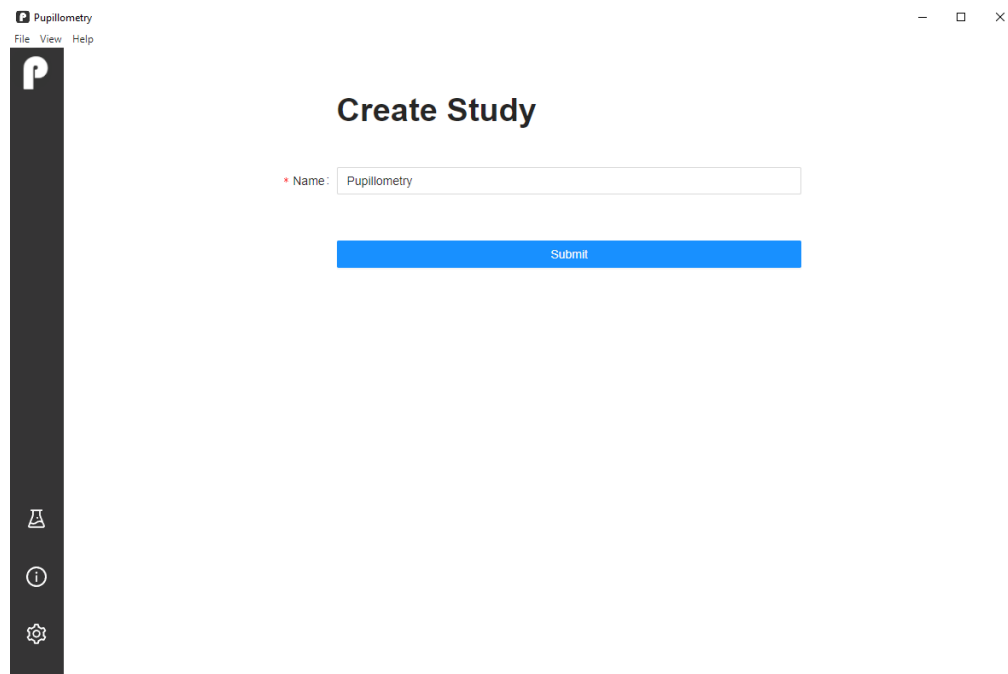 Pupillometry
File View Help
Create Study
* Name: Pupillometry
Submit